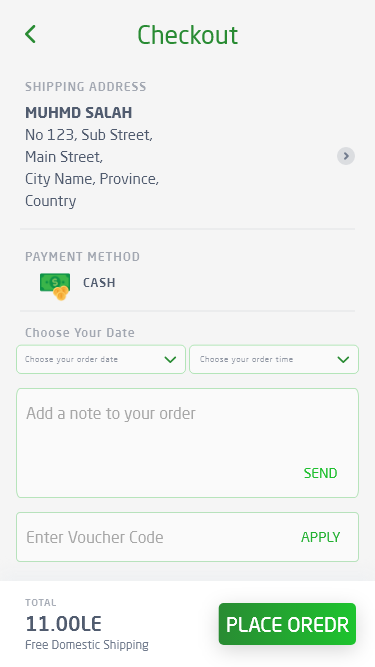 Checkout
SHIPPING ADDRESS
MUHMD SALAH
No 123, Sub Street,
Main Street,
City Name, Province,
Country
PAYMENT METHOD
CASH
Choose Your Date
Choose your order date
Choose your order time
Add a note to your order
SEND
Enter Voucher Code
APPLY
TOTAL
11.00LE
Free Domestic Shipping
PLACE OREDR